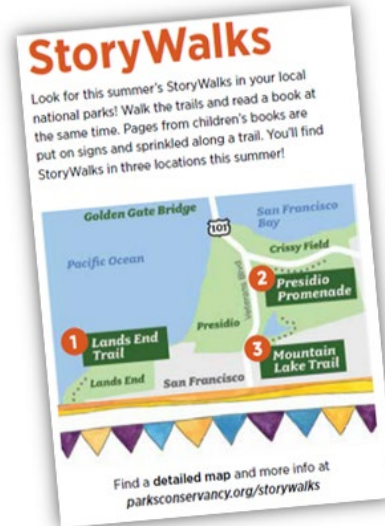 StoryWalks
Look for this summer's StoryWalks in your local
national parks! Walk the trails and read a book at
the same time. Pages from children's books are
put on signs and sprinkled along a trail. You'll find
StoryWalks in three locations this summer!
Golden Gate Bridge
101
San Francisco
Bay
Pacific Ocean
Crissy Field
Veterans Blvd
2 Presidio
Promenade
Presidio
1 Lands End
Trail
3 Mountain
Lake Trail
Lands End
San Francisco
Find a detailed map and more info at
parksconservancy.org/storywalks